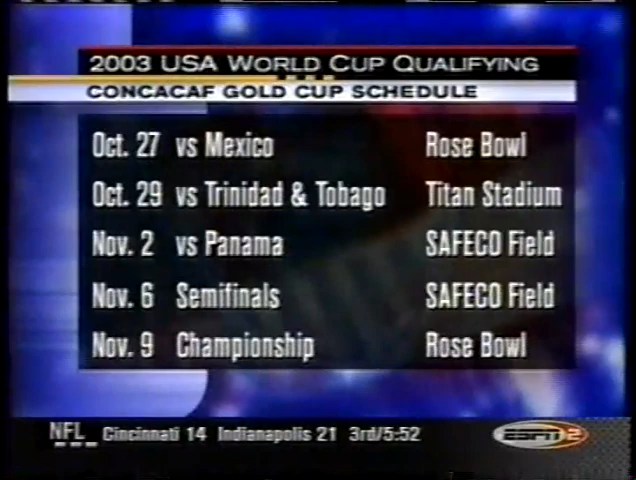 2003 USA WORLD CUP QUALIFYING
CONCACAF GOLD CUP SCHEDULE
Oct. 27 vs Mexico Rose Bowl
Oct. 29 vs Trinidad & Tobago Titan Stadium
Nov. 2 vs Panama SAFECO Field
Nov. 6 Semifinals SAFECO Field
Nov. 9 Championship Rose Bowl
NFL Cincinnati 14 Indianapolis 21 3rd/5:52 ESPN2